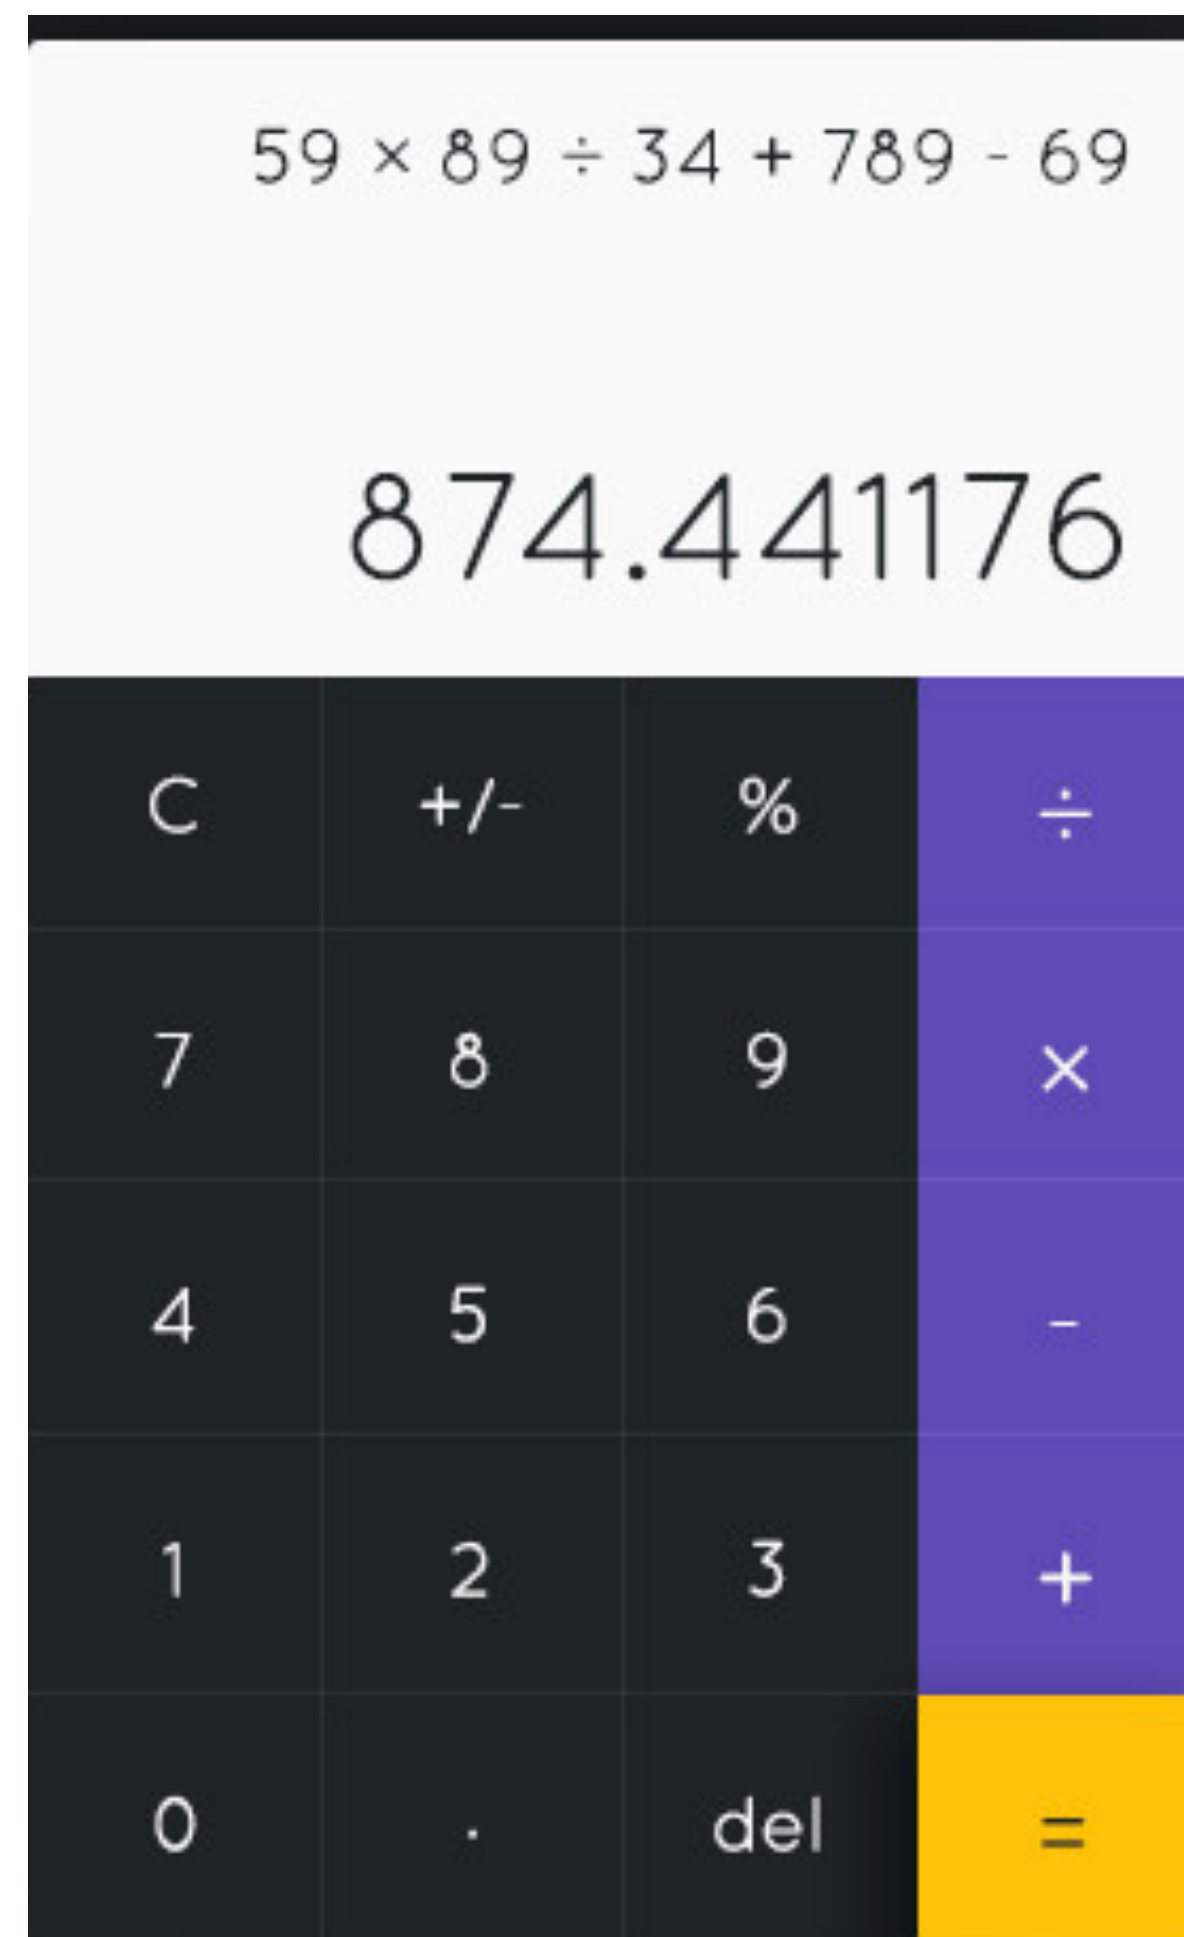 59 × 89 ÷ 34 + 789 - 69
874.441176
C +/- % ÷
7 8 9 ×
4 5 6 -
1 2 3 +
0 . del =